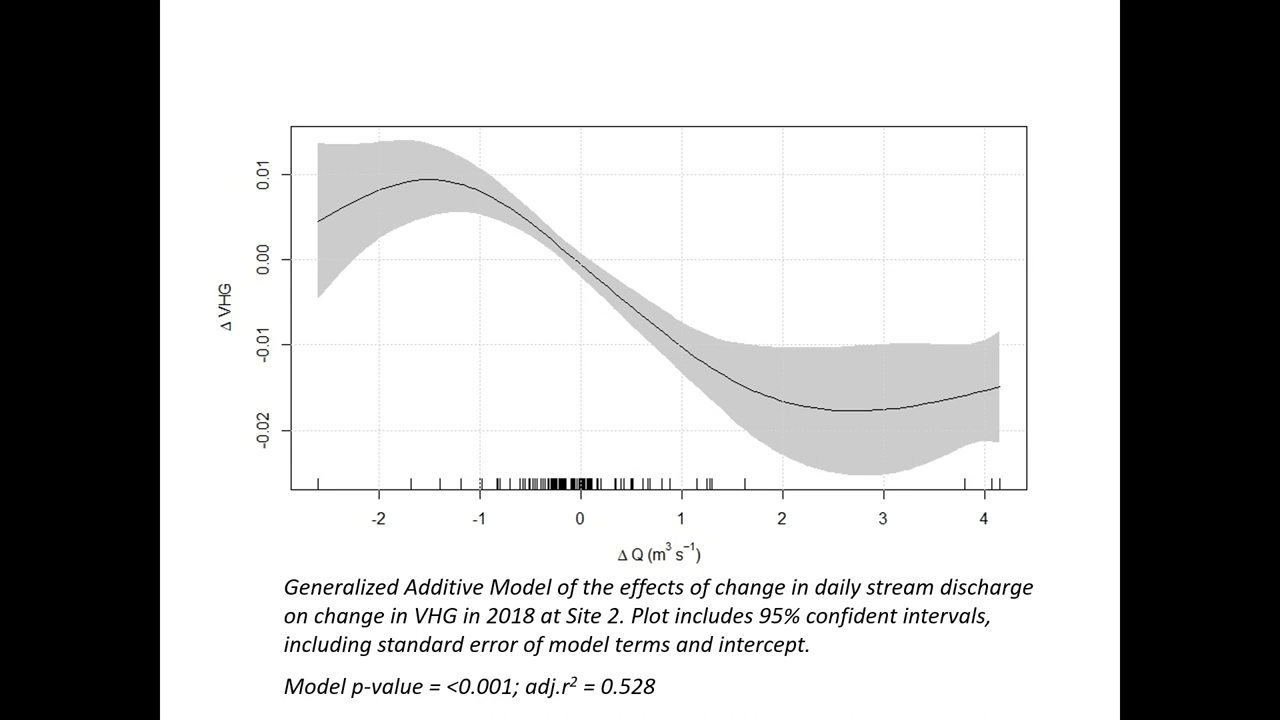 0.01
0.00
-0.01
-0.02
Δ VHG
-2 -1 0 1 2 3 4
Δ Q (m³ s⁻¹)
Generalized Additive Model of the effects of change in daily stream discharge
on change in VHG in 2018 at Site 2. Plot includes 95% confident intervals,
including standard error of model terms and intercept.
Model p-value = <0.001; adj.r² = 0.528